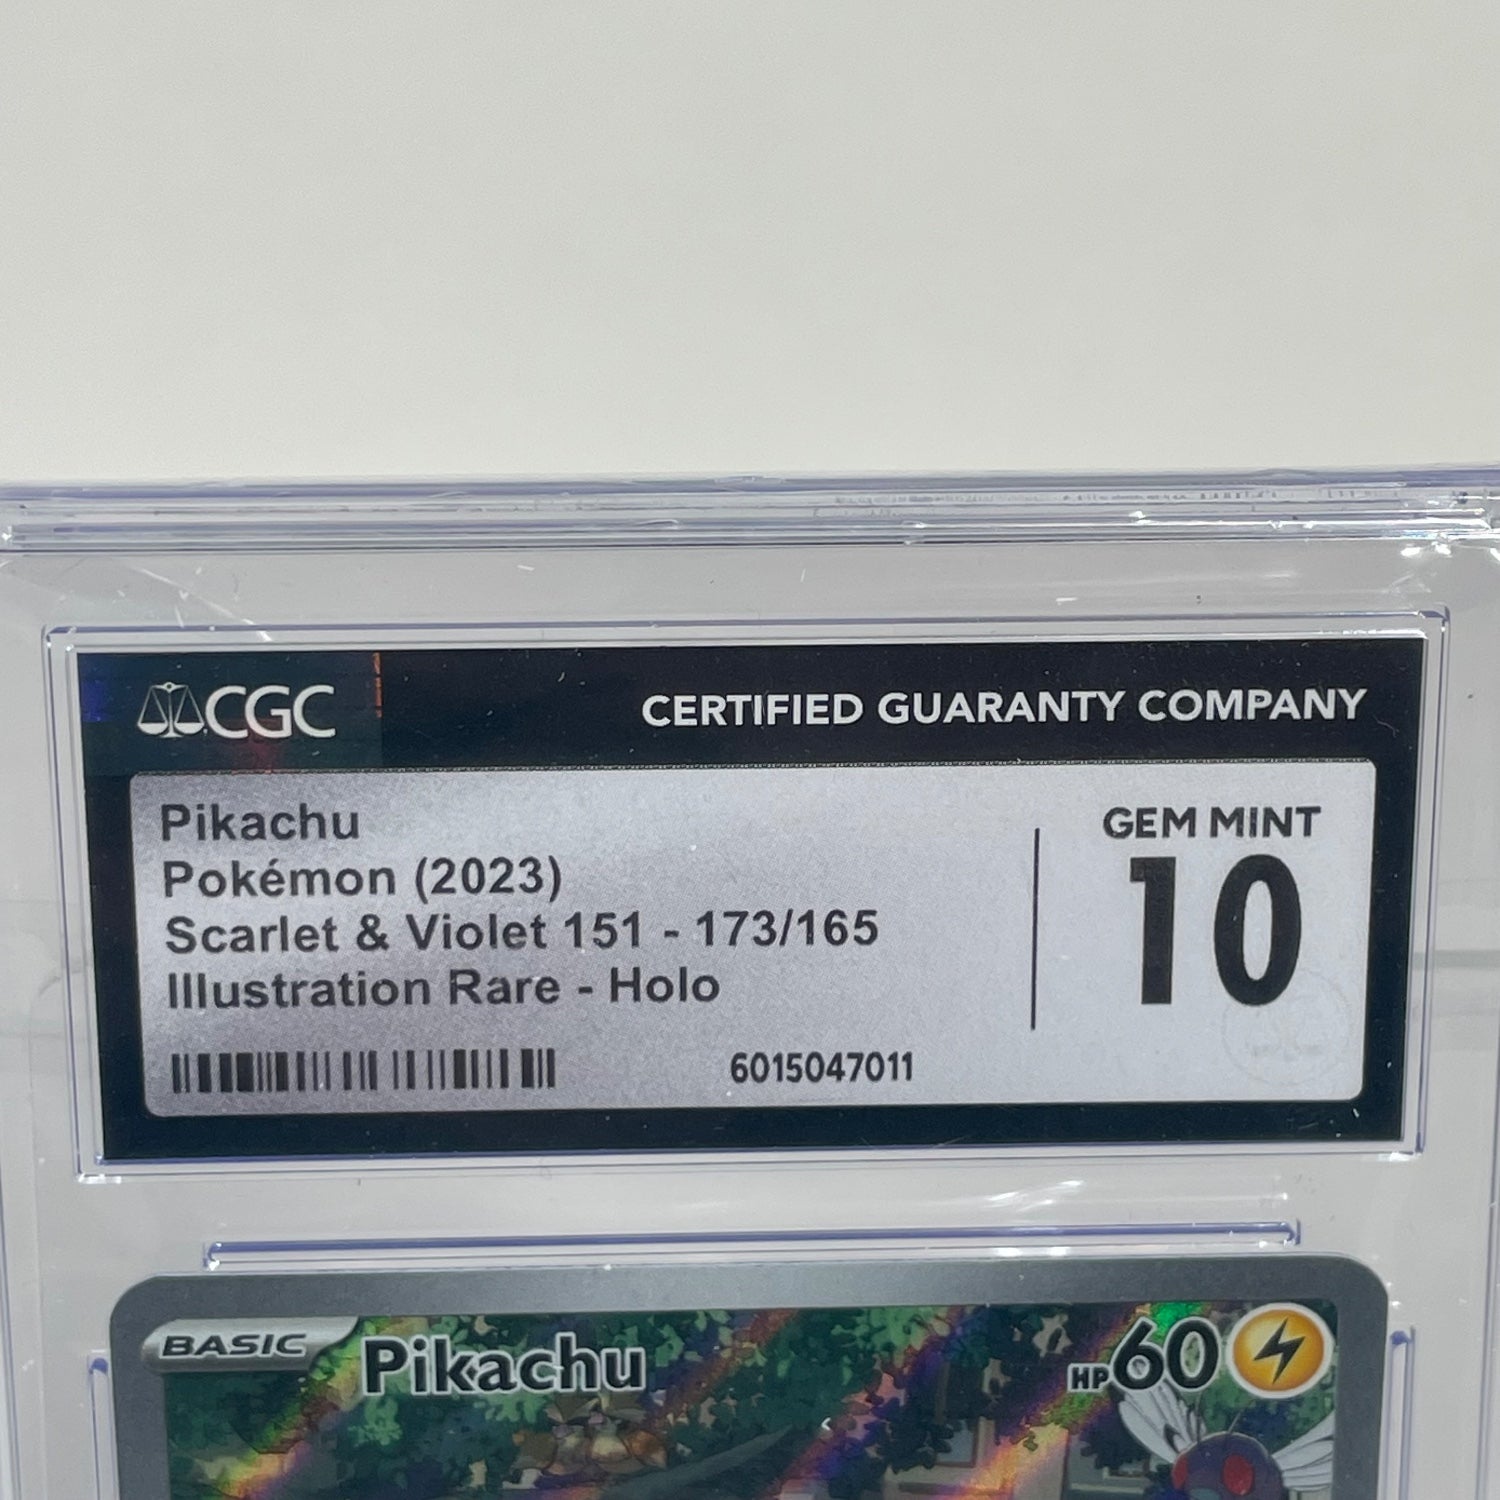 CGC
CERTIFIED GUARANTY COMPANY
Pikachu
Pokémon (2023)
Scarlet & Violet 151 - 173/165
Illustration Rare - Holo
6015047011
GEM MINT
10
BASIC
Pikachu
HP60